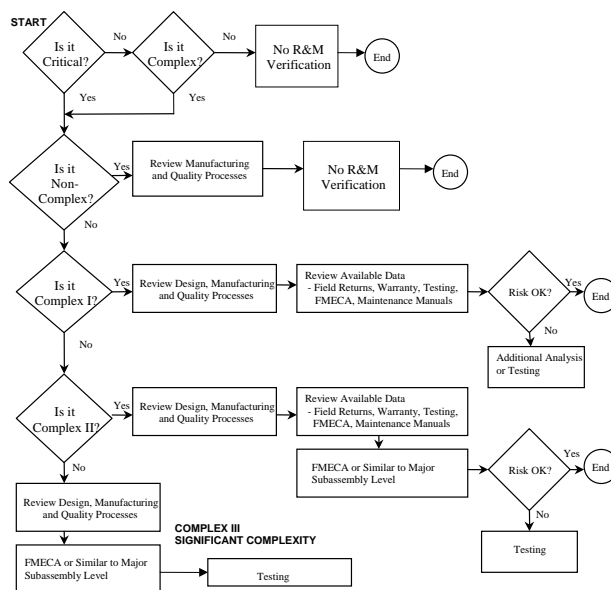 START
Is it
Critical?
No
Is it
Complex?
No
No R&M
Verification
End
Yes
Yes
Is it
Non-
Complex?
Yes
Review Manufacturing
and Quality Processes
No R&M
Verification
End
No
Is it
Complex I?
Yes
Review Design, Manufacturing
and Quality Processes
Review Available Data
- Field Returns, Warranty, Testing,
FMECA, Maintenance Manuals
Risk OK?
Yes
End
No
Additional Analysis
or Testing
No
Is it
Complex II?
Yes
Review Design, Manufacturing
and Quality Processes
Review Available Data
- Field Returns, Warranty, Testing,
FMECA, Maintenance Manuals
FMECA or Similar to Major
Subassembly Level
Risk OK?
Yes
End
No
Testing
No
Review Design, Manufacturing
and Quality Processes
COMPLEX III
SIGNIFICANT COMPLEXITY
FMECA or Similar to Major
Subassembly Level
Testing